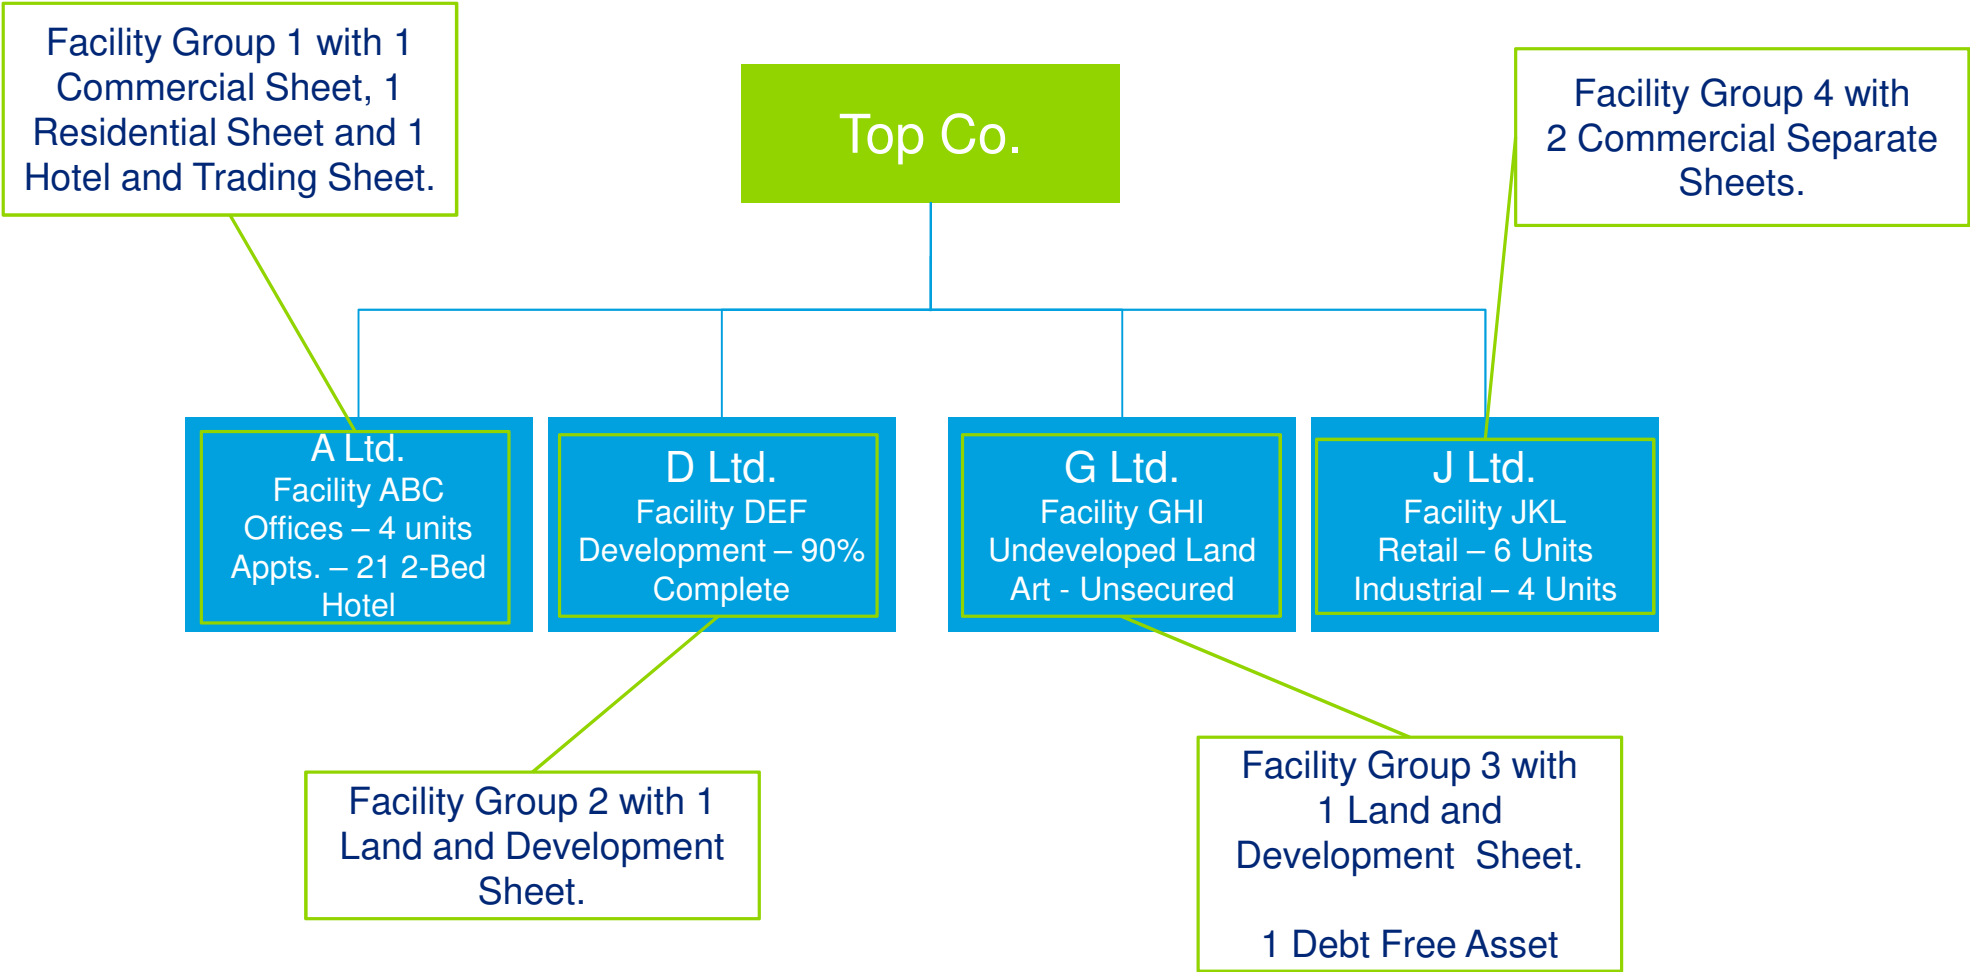 Facility Group 1 with 1
Commercial Sheet, 1
Residential Sheet and 1
Hotel and Trading Sheet.
Top Co.
Facility Group 4 with
2 Commercial Separate
Sheets.
A Ltd.
Facility ABC
Offices – 4 units
Appts. – 21 2-Bed
Hotel
D Ltd.
Facility DEF
Development – 90%
Complete
G Ltd.
Facility GHI
Undeveloped Land
Art - Unsecured
J Ltd.
Facility JKL
Retail – 6 Units
Industrial – 4 Units
Facility Group 2 with 1
Land and Development
Sheet.
Facility Group 3 with
1 Land and
Development  Sheet.
1 Debt Free Asset